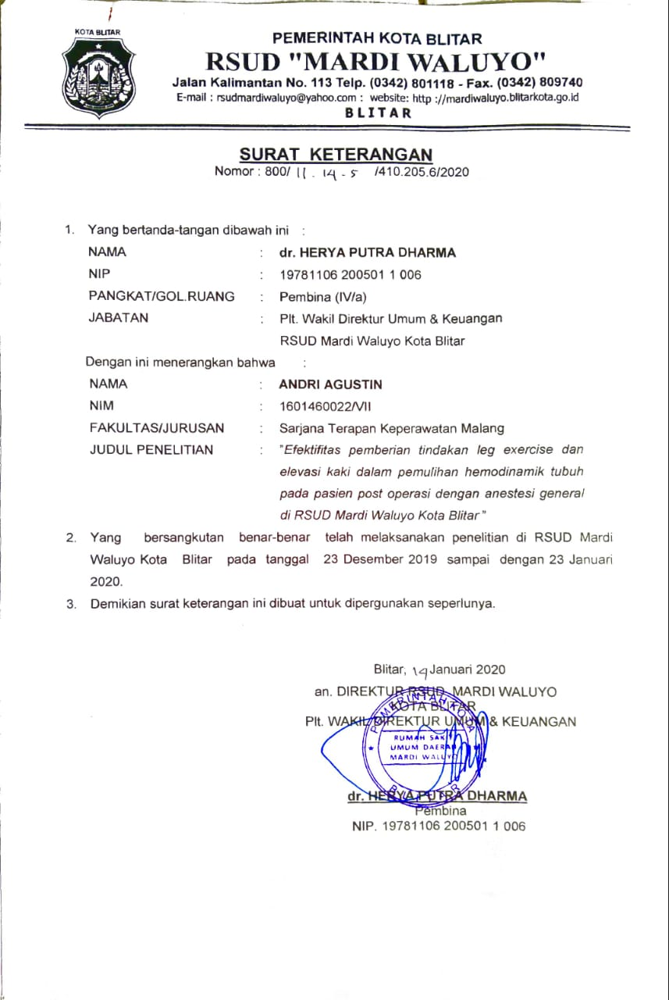 KOTA BLITAR
PEMERINTAH KOTA BLITAR
RSUD "MARDI WALUYO"
Jalan Kalimantan No. 113 Telp. (0342) 801118 - Fax. (0342) 809740
E-mail : rsudmardiwaluyo@yahoo.com : website: http ://mardiwaluyo.blitarkota.go.id
BLITAR
SURAT KETERANGAN
Nomor : 800/ 11 . 14 - 5 /410.205.6/2020
1. Yang bertanda-tangan dibawah ini :
NAMA : dr. HERYA PUTRA DHARMA
NIP : 19781106 200501 1 006
PANGKAT/GOL.RUANG : Pembina (IV/a)
JABATAN : Plt. Wakil Direktur Umum & Keuangan
RSUD Mardi Waluyo Kota Blitar
Dengan ini menerangkan bahwa :
NAMA : ANDRI AGUSTIN
NIM : 1601460022/VII
FAKULTAS/JURUSAN : Sarjana Terapan Keperawatan Malang
JUDUL PENELITIAN : "Efektifitas pemberian tindakan leg exercise dan
elevasi kaki dalam pemulihan hemodinamik tubuh
pada pasien post operasi dengan anestesi general
di RSUD Mardi Waluyo Kota Blitar"
2. Yang bersangkutan benar-benar telah melaksanakan penelitian di RSUD Mardi
Waluyo Kota Blitar pada tanggal 23 Desember 2019 sampai dengan 23 Januari
2020.
3. Demikian surat keterangan ini dibuat untuk dipergunakan seperlunya.
Blitar, 14 Januari 2020
an. DIREKTUR RSUD MARDI WALUYO
KOTA BLITAR
Plt. WAKIL DIREKTUR UMUM & KEUANGAN
PEMERINTAH KOTA
RUMAH SAKIT
UMUM DAERAH
MARDI WALUYO
BLITAR
dr. HERYA PUTRA DHARMA
Pembina
NIP. 19781106 200501 1 006